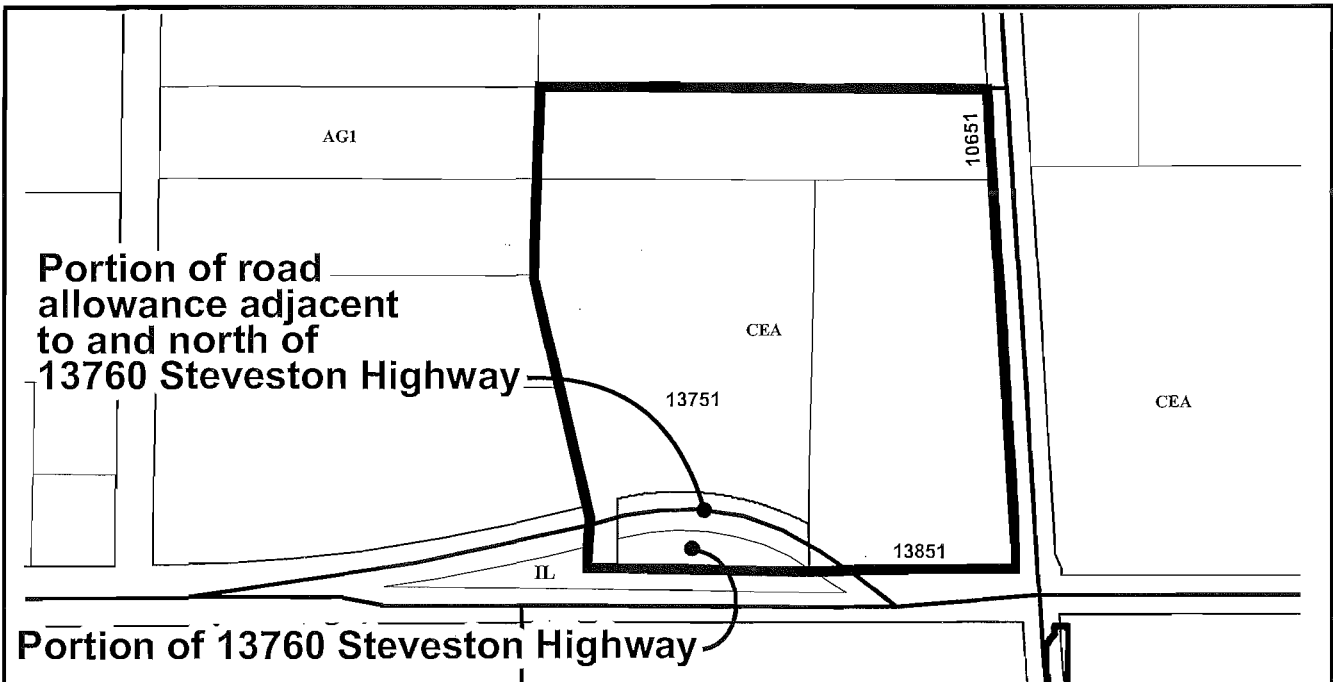 AG1
10651
Portion of road
allowance adjacent
to and north of
13760 Steveston Highway
CEA
13751
CEA
13851
IL
Portion of 13760 Steveston Highway